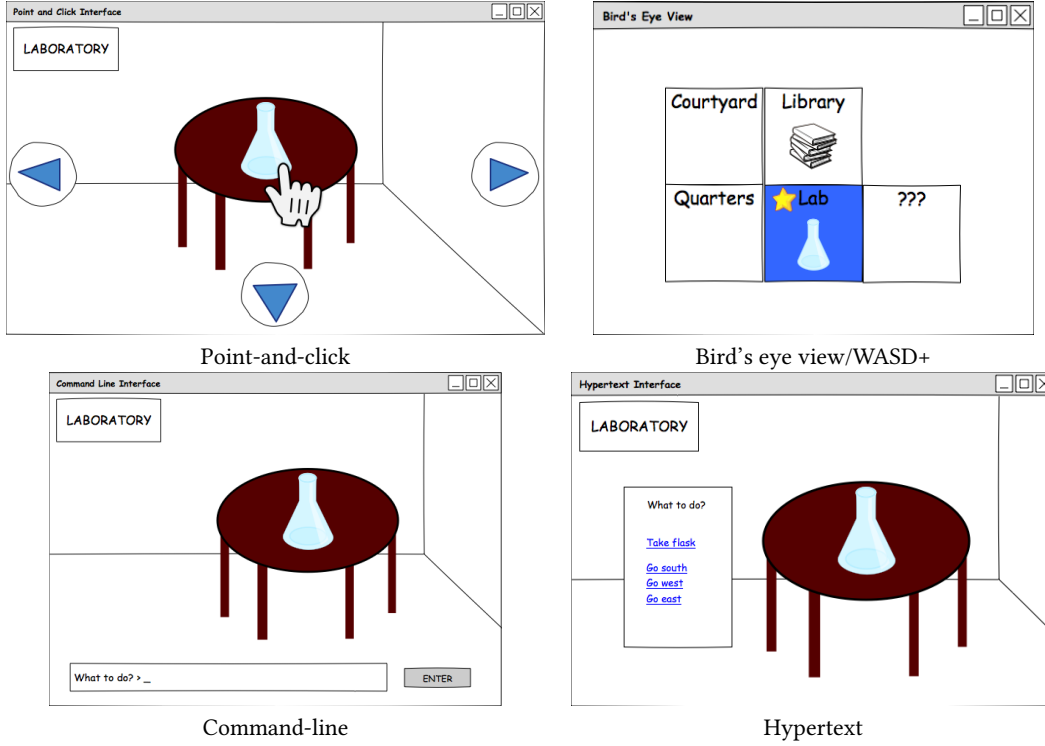 Point and Click Interface
LABORATORY
Point-and-click
Bird's Eye View
Courtyard Library
Quarters Lab ???
Bird’s eye view/WASD+
Command Line Interface
LABORATORY
What to do? > _
ENTER
Command-line
Hypertext Interface
LABORATORY
What to do?
Take flask
Go south
Go west
Go east
Hypertext